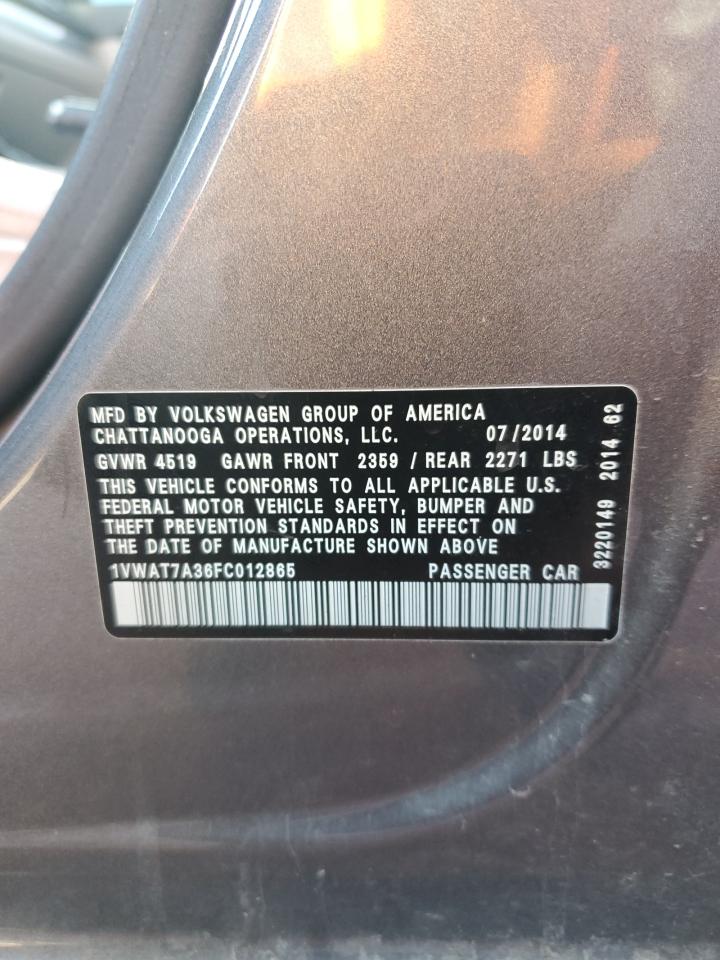 MFD BY VOLKSWAGEN GROUP OF AMERICA
CHATTANOOGA OPERATIONS, LLC. 07/2014
GVWR 4519 GAWR FRONT 2359 / REAR 2271 LBS
THIS VEHICLE CONFORMS TO ALL APPLICABLE U.S.
FEDERAL MOTOR VEHICLE SAFETY, BUMPER AND
THEFT PREVENTION STANDARDS IN EFFECT ON
THE DATE OF MANUFACTURE SHOWN ABOVE
1VWAT7A36FC012865 PASSENGER CAR
3220149 2014 62